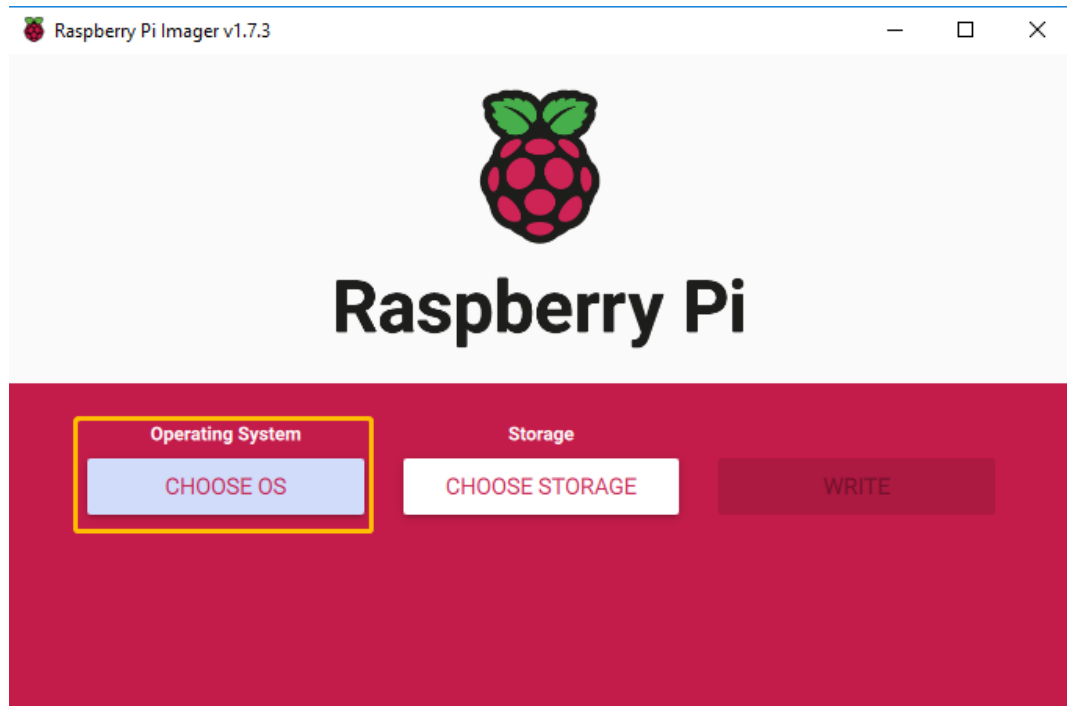 Raspberry Pi Imager v1.7.3
Raspberry Pi
Operating System
Storage
CHOOSE OS
CHOOSE STORAGE
WRITE